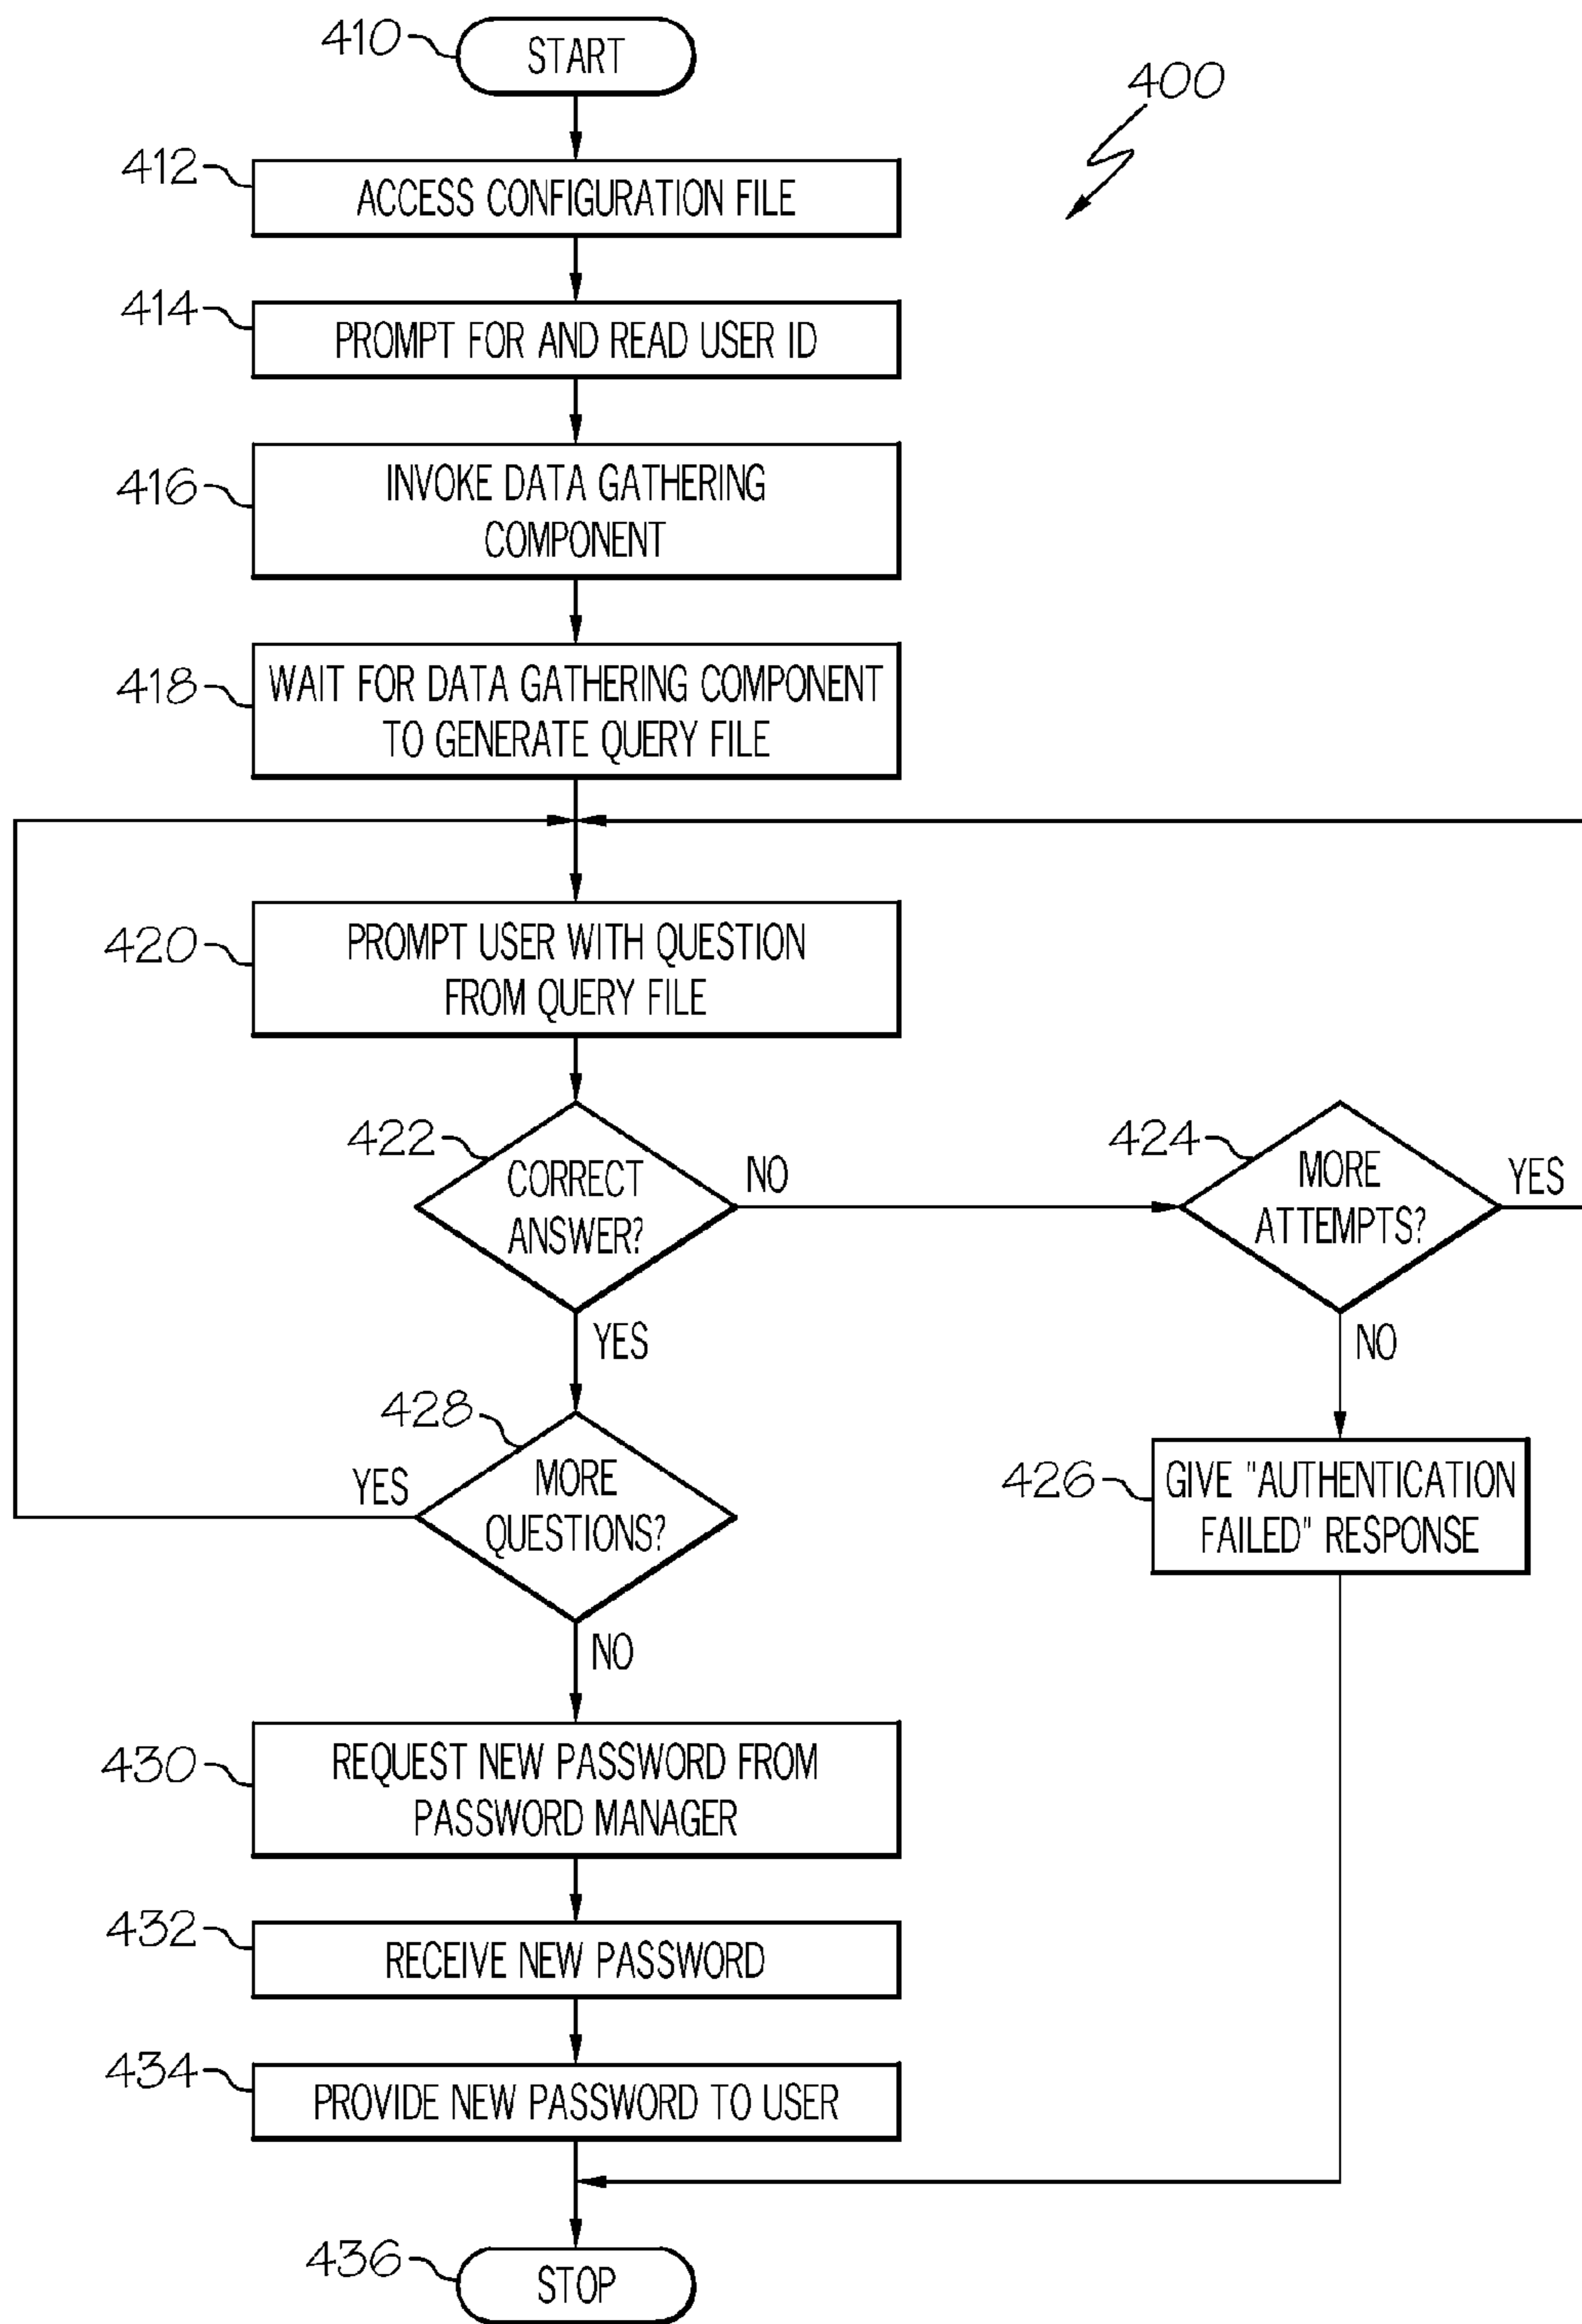 410
START
400
412
ACCESS CONFIGURATION FILE
414
PROMPT FOR AND READ USER ID
416
INVOKE DATA GATHERING
COMPONENT
418
WAIT FOR DATA GATHERING COMPONENT
TO GENERATE QUERY FILE
420
PROMPT USER WITH QUESTION
FROM QUERY FILE
422
CORRECT
ANSWER?
NO
424
MORE
ATTEMPTS?
YES
YES
NO
428
MORE
QUESTIONS?
YES
426
GIVE "AUTHENTICATION
FAILED" RESPONSE
NO
430
REQUEST NEW PASSWORD FROM
PASSWORD MANAGER
432
RECEIVE NEW PASSWORD
434
PROVIDE NEW PASSWORD TO USER
436
STOP